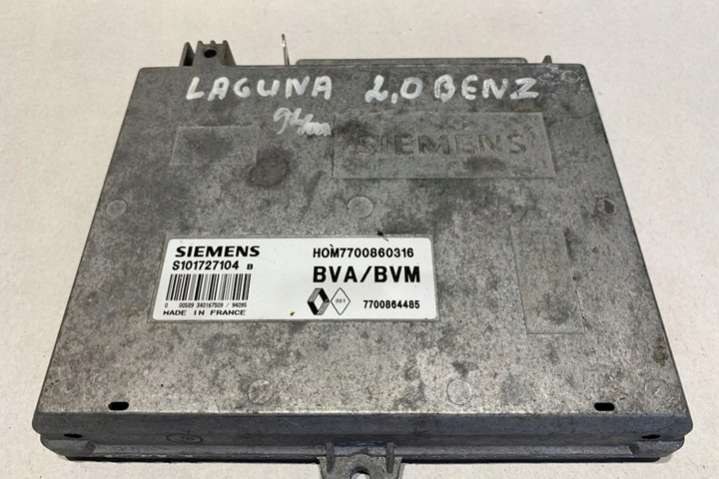 LAGUNA 2,0 BENZ
SIEMENS
SIEMENS
S101727104 B
HOM7700860316
BVA/BVM
7700864485
MADE IN FRANCE